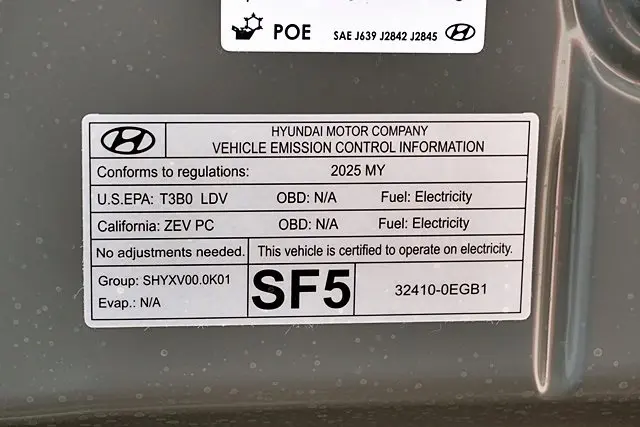 POE SAE J639 J2842 J2845
HYUNDAI MOTOR COMPANY
VEHICLE EMISSION CONTROL INFORMATION
Conforms to regulations: 2025 MY
U.S.EPA: T3B0 LDV OBD: N/A Fuel: Electricity
California: ZEV PC OBD: N/A Fuel: Electricity
No adjustments needed. This vehicle is certified to operate on electricity.
Group: SHYXV00.0K01
Evap.: N/A
SF5
32410-0EGB1